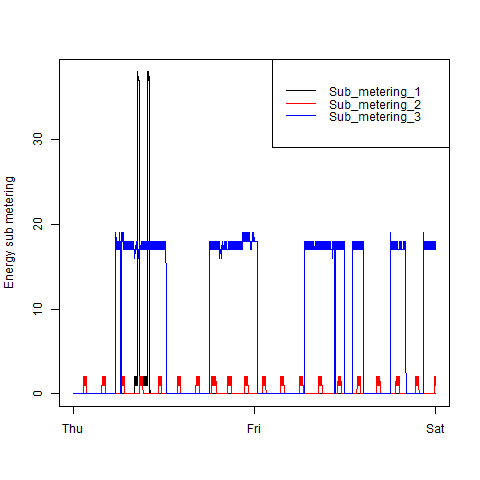 Sub_metering_1
Sub_metering_2
Sub_metering_3
Energy sub metering
30
20
10
0
Thu
Fri
Sat